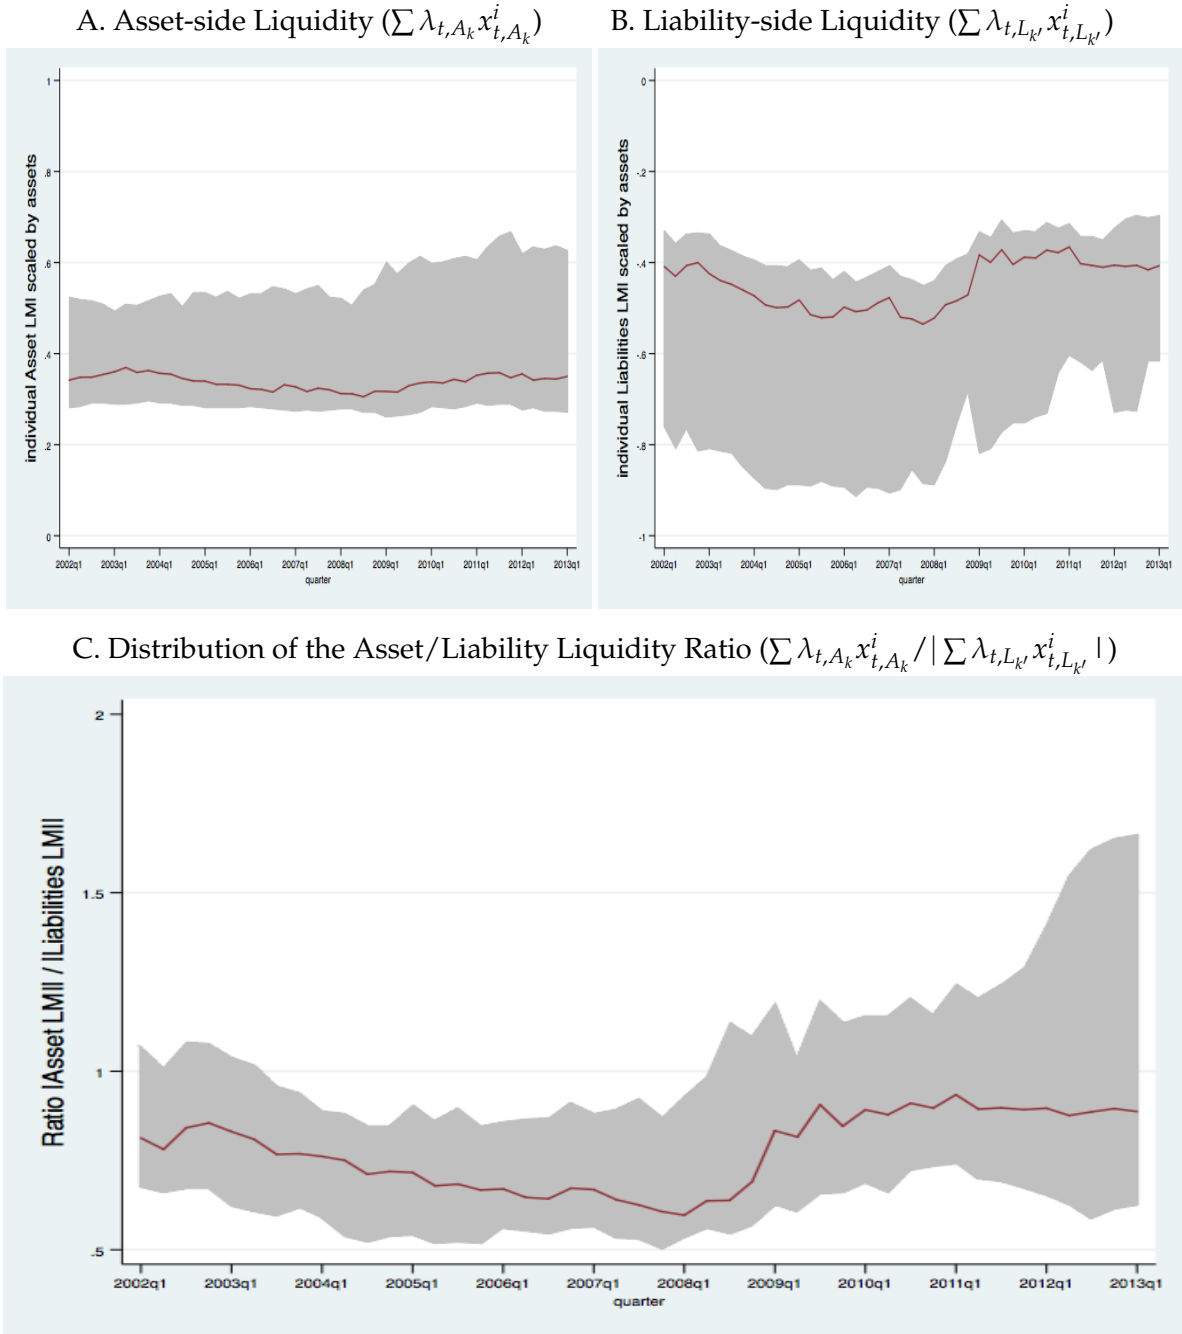 A. Asset-side Liquidity (∑ λ_{t,A_k} x^i_{t,A_k})
B. Liability-side Liquidity (∑ λ_{t,L_{k′}} x^i_{t,L_{k′}})
individual Asset LMI scaled by assets
1
.8
.6
.4
.2
0
2002q1 2003q1 2004q1 2005q1 2006q1 2007q1 2008q1 2009q1 2010q1 2011q1 2012q1 2013q1
quarter
individual Liabilities LMI scaled by assets
0
-.2
-.4
-.6
-.8
-1
2002q1 2003q1 2004q1 2005q1 2006q1 2007q1 2008q1 2009q1 2010q1 2011q1 2012q1 2013q1
quarter
C. Distribution of the Asset/Liability Liquidity Ratio (∑ λ_{t,A_k} x^i_{t,A_k} / | ∑ λ_{t,L_{k′}} x^i_{t,L_{k′}} |)
Ratio |Asset LMI| / |Liabilities LMI|
2
1.5
1
.5
2002q1 2003q1 2004q1 2005q1 2006q1 2007q1 2008q1 2009q1 2010q1 2011q1 2012q1 2013q1
quarter